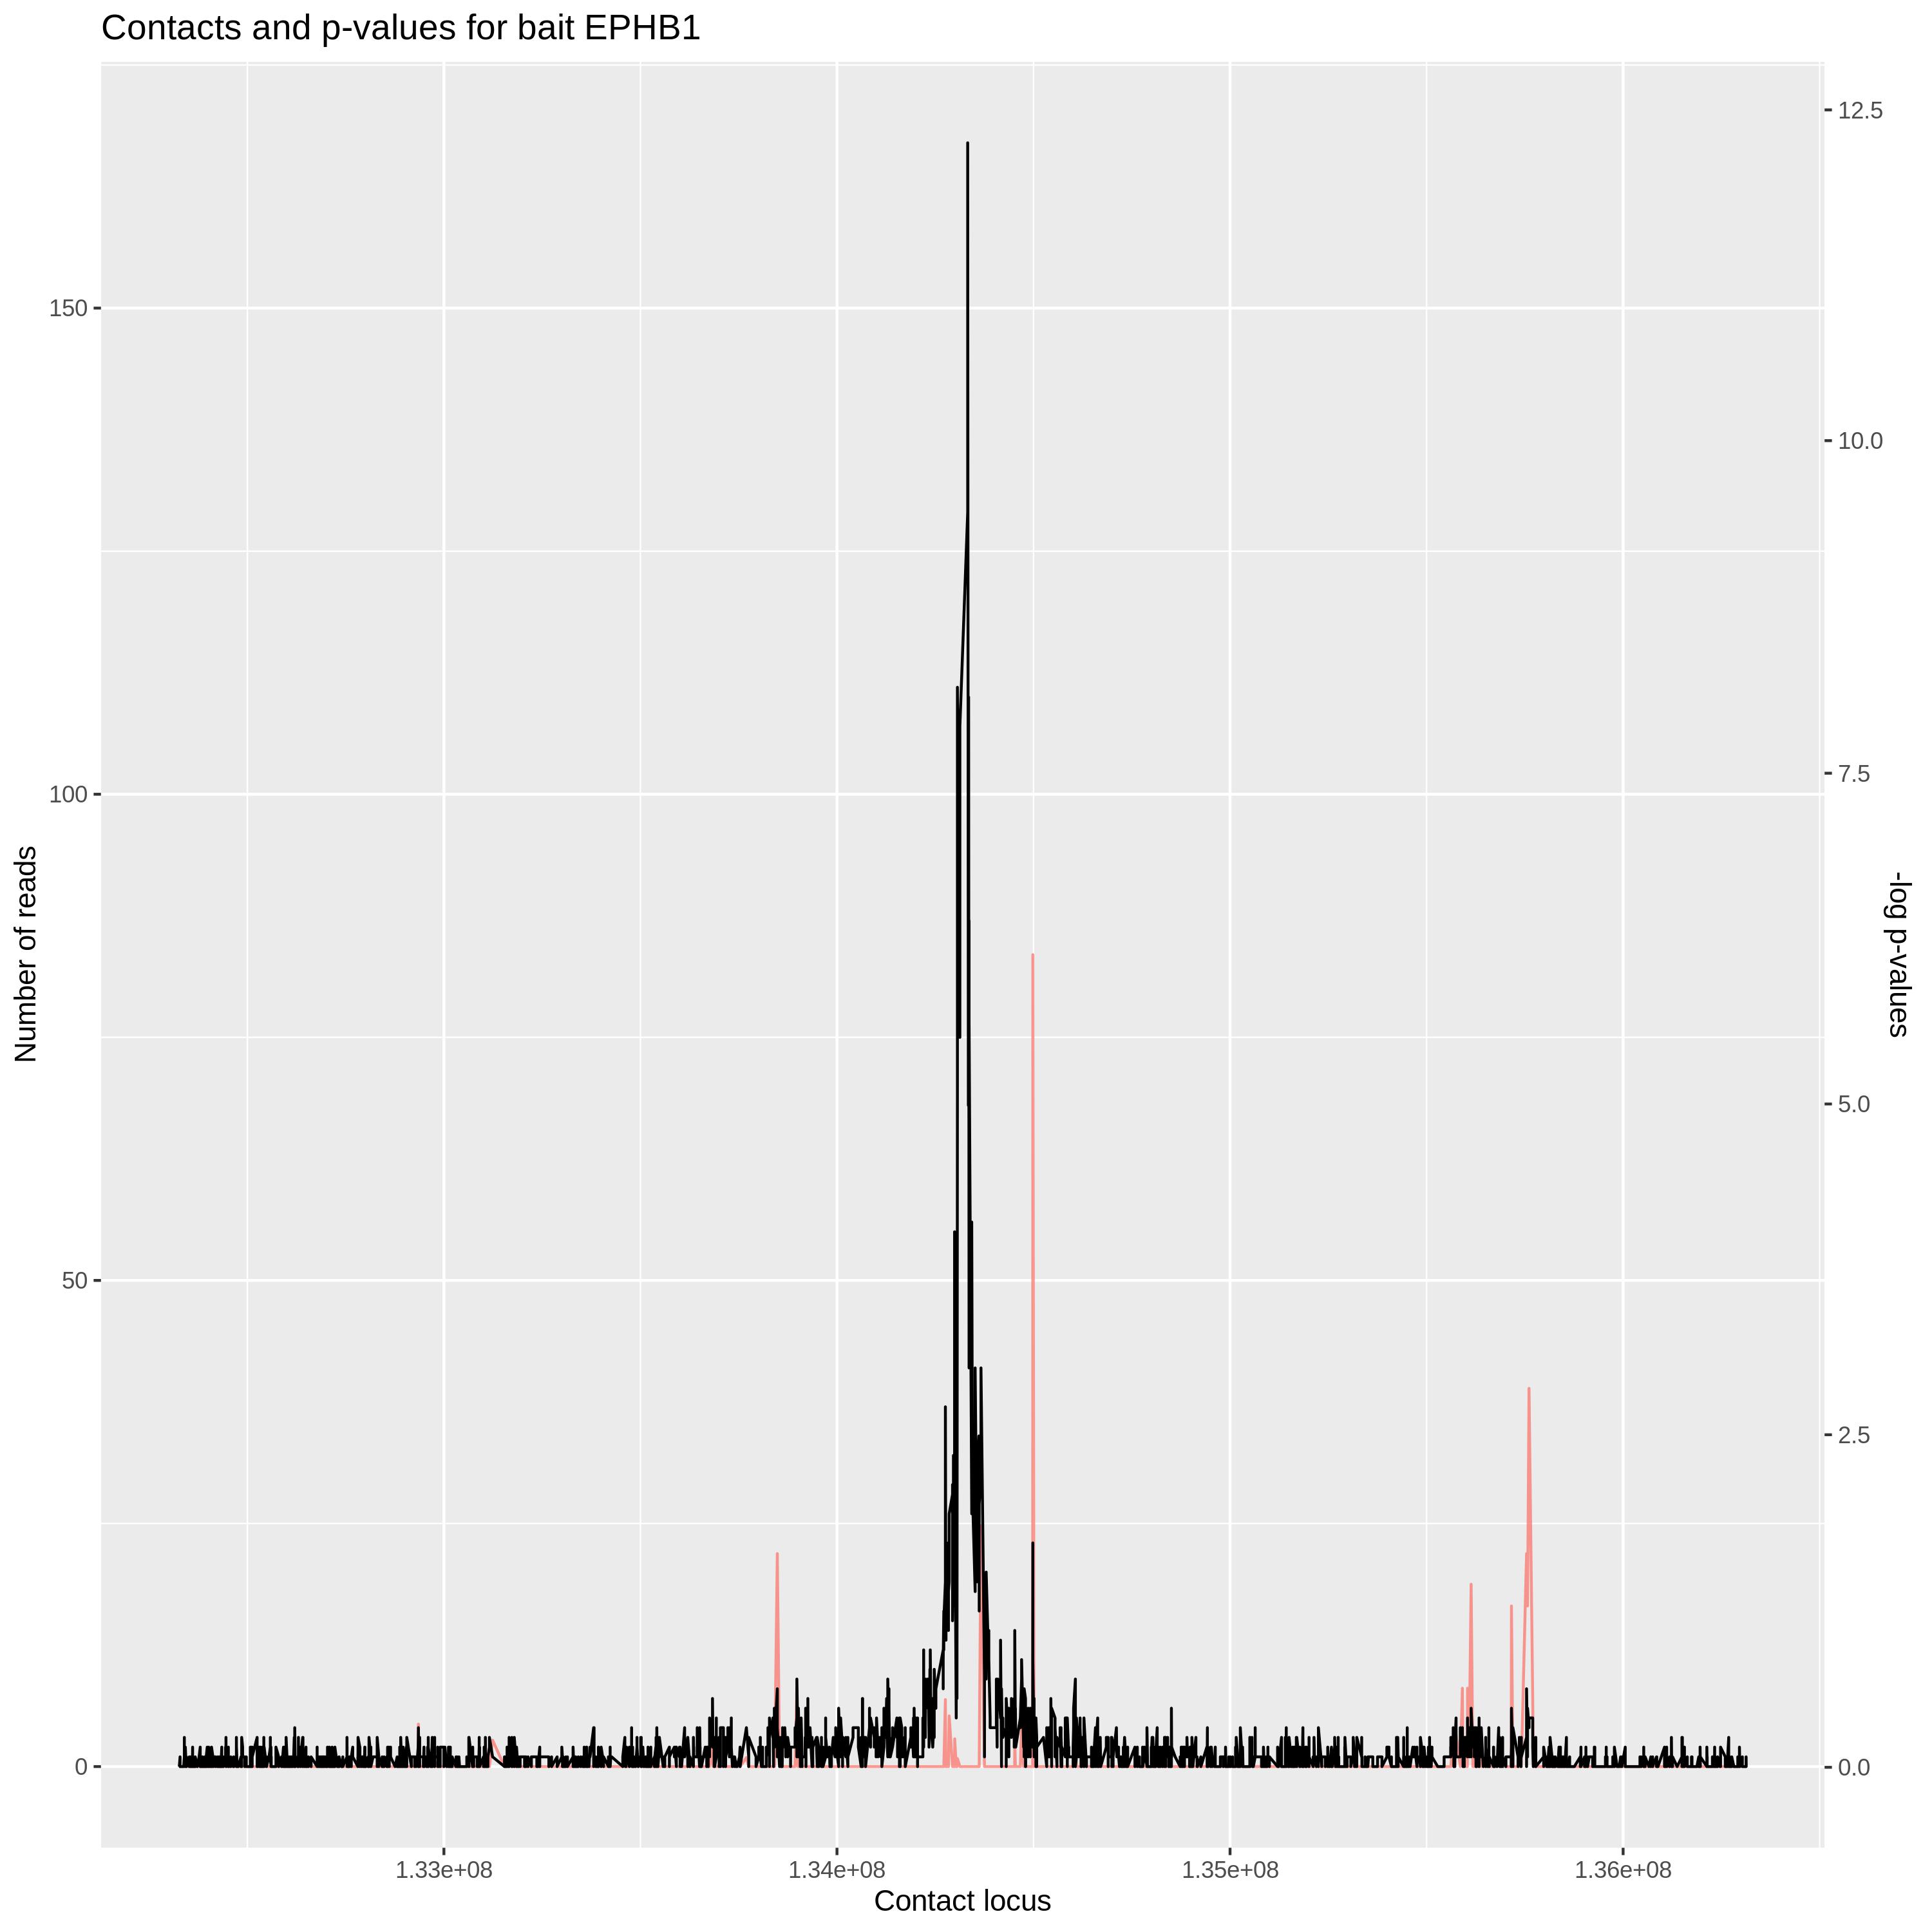 Contacts and p-values for bait EPHB1
150
100
50
0
Number of reads
12.5
10.0
7.5
5.0
2.5
0.0
-log p-values
1.33e+08
1.34e+08
1.35e+08
1.36e+08
Contact locus